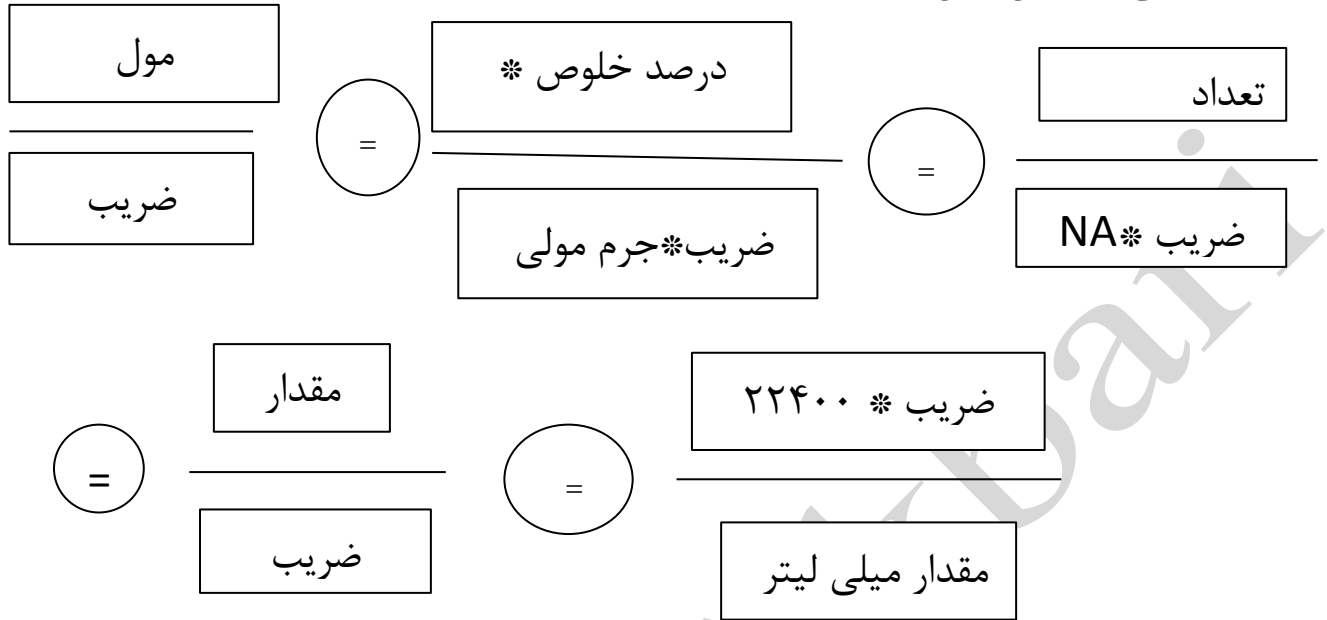 مول
ضریب
=
درصد خلوص *
ضریب*جرم مولی
=
تعداد
ضریب *NA
=
مقدار
ضریب
=
ضریب * ۲۲۴۰۰
مقدار میلی لیتر